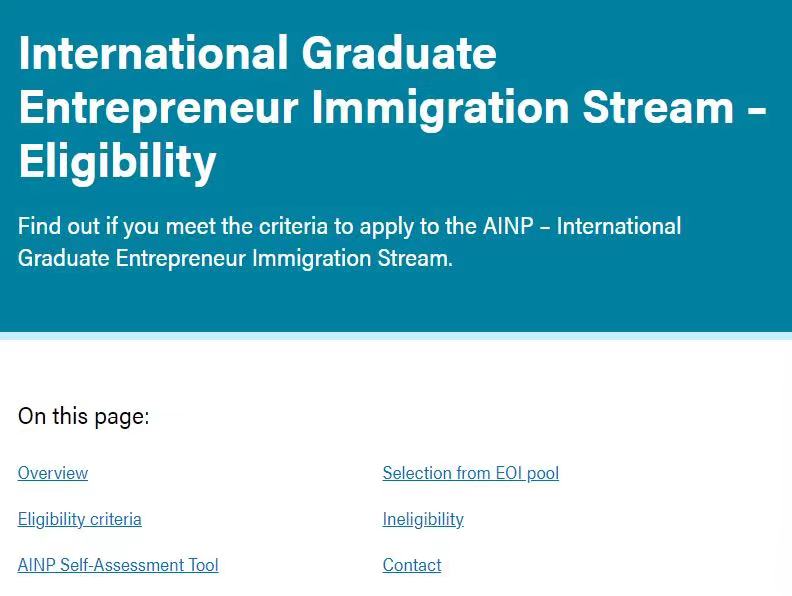 International Graduate
Entrepreneur Immigration Stream –
Eligibility
Find out if you meet the criteria to apply to the AINP – International
Graduate Entrepreneur Immigration Stream.
On this page:
Overview
Selection from EOI pool
Eligibility criteria
Ineligibility
AINP Self-Assessment Tool
Contact